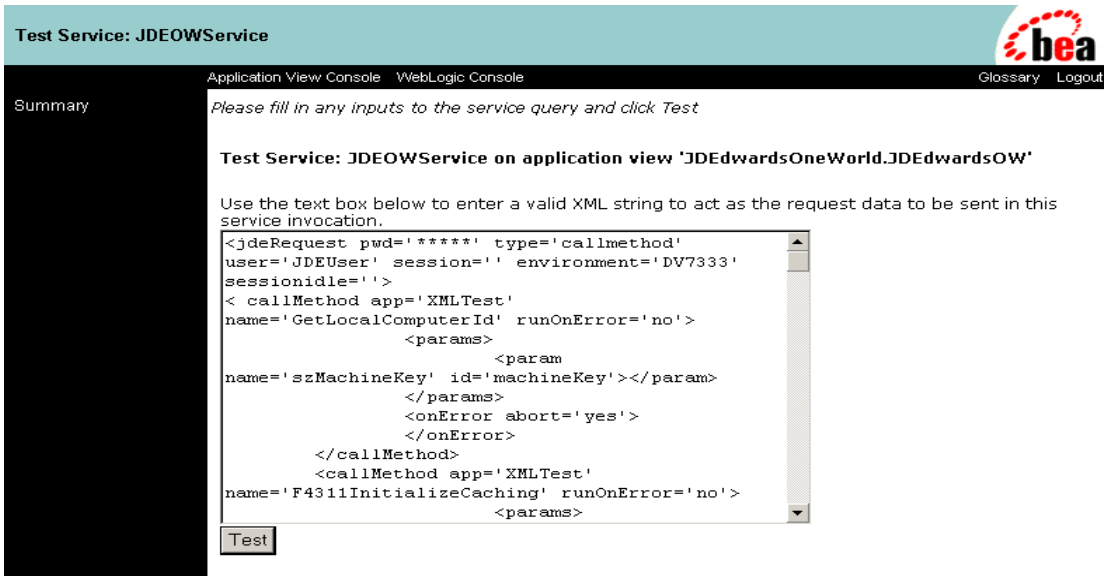 Test Service: JDEOWService
bea
Application View Console WebLogic Console Glossary Logout
Summary
Please fill in any inputs to the service query and click Test
Test Service: JDEOWService on application view 'JDEdwardsOneWorld.JDEdwardsOW'
Use the text box below to enter a valid XML string to act as the request data to be sent in this
service invocation.
<jdeRequest pwd='*****' type='callmethod'
user='JDEUser' session='' environment='DV7333'
sessionidle=''>
< callMethod app='XMLTest'
name='GetLocalComputerId' runOnError='no'>
<params>
<param
name='szMachineKey' id='machineKey'></param>
</params>
<onError abort='yes'>
</onError>
</callMethod>
<callMethod app='XMLTest'
name='F4311InitializeCaching' runOnError='no'>
<params>
Test